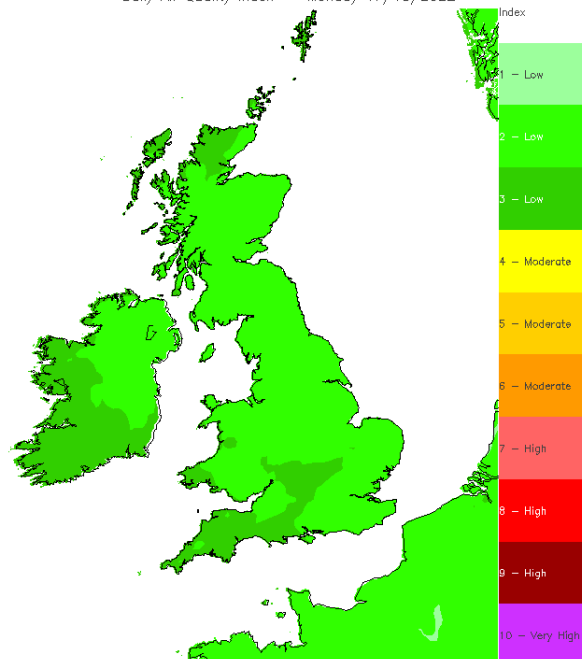 Index
1 - Low
2 - Low
3 - Low
4 - Moderate
5 - Moderate
6 - Moderate
7 - High
8 - High
9 - High
10 - Very High